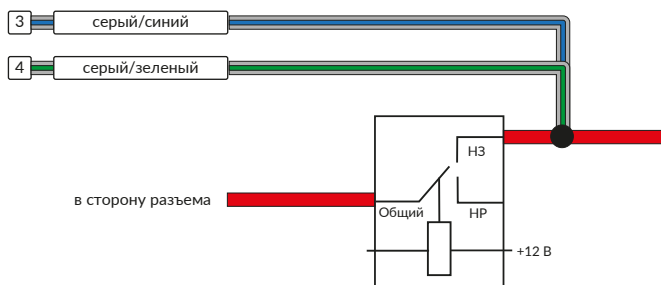 3 серый/синий
4 серый/зеленый
НЗ
в сторону разъема
Общий НР
+12 В